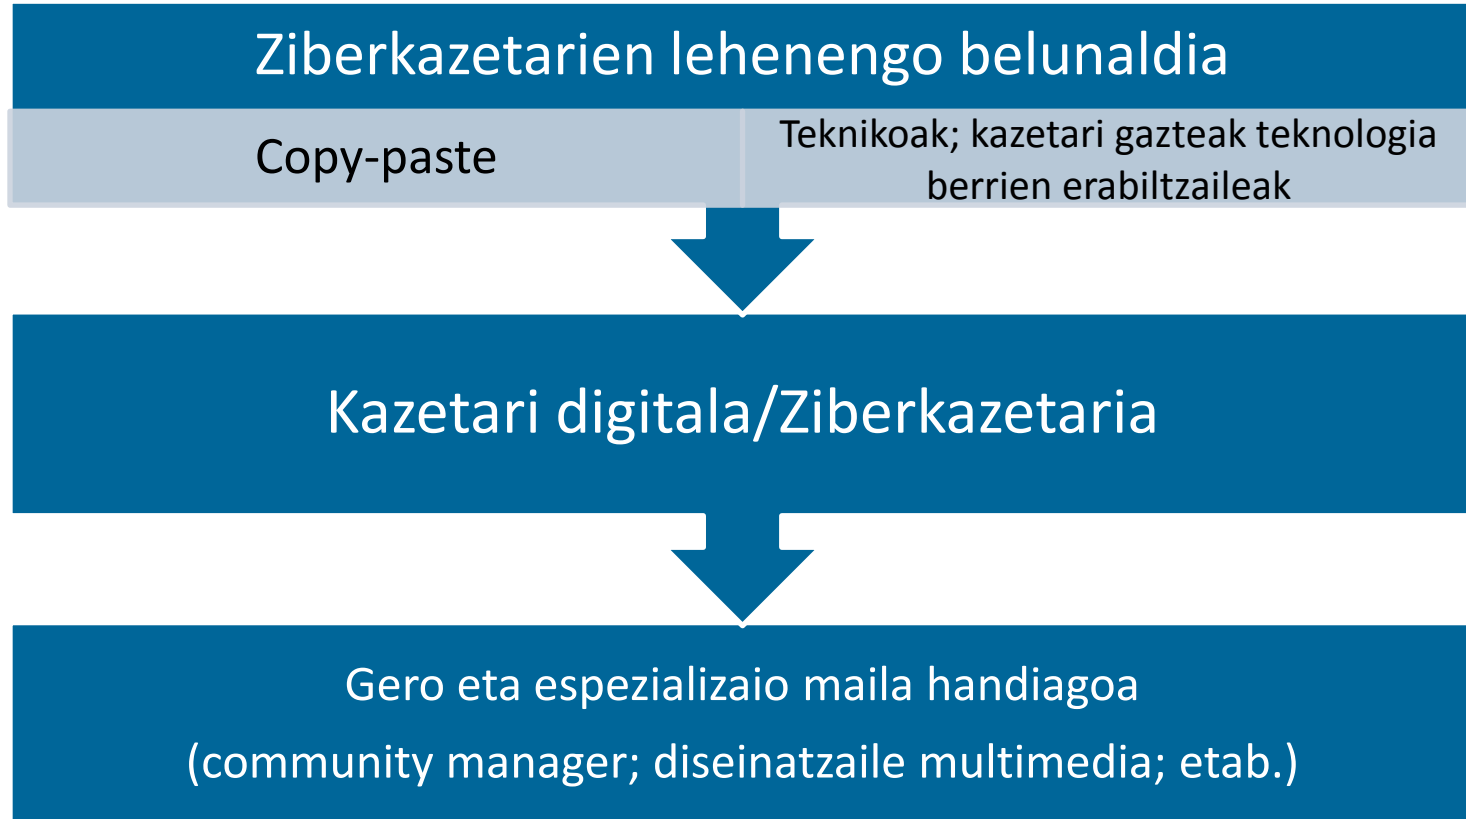 Ziberkazetarien lehenengo belunaldia
Copy-paste
Teknikoak; kazetari gazteak teknologia
berrien erabiltzaileak
Kazetari digitala/Ziberkazetaria
Gero eta espezializaio maila handiagoa
(community manager; diseinatzaile multimedia; etab.)